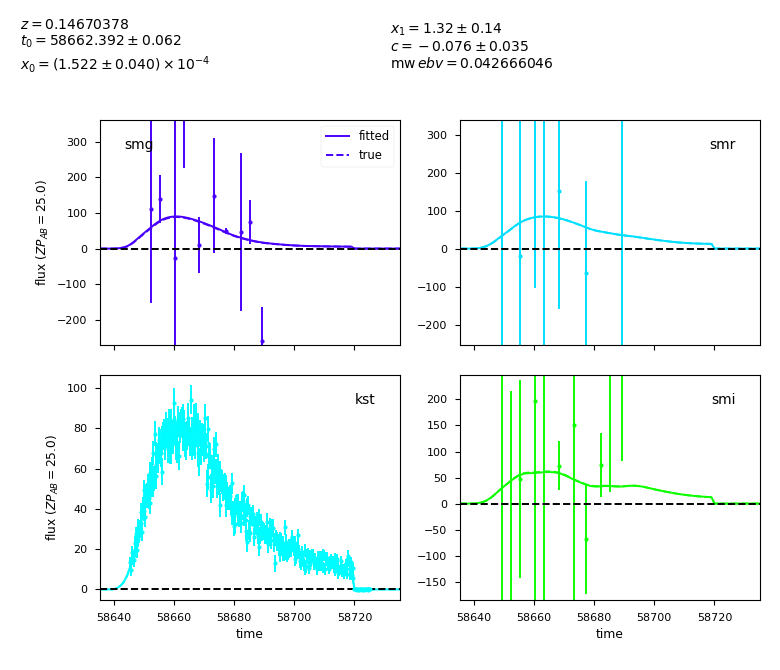 z = 0.14670378
t₀ = 58662.392 ± 0.062
x₀ = (1.522 ± 0.040) × 10⁻⁴
x₁ = 1.32 ± 0.14
c = −0.076 ± 0.035
mw ebv = 0.042666046
smg
fitted
true
300
200
100
0
−100
−200
flux (ZP_AB = 25.0)
smr
300
200
100
0
−100
−200
kst
100
80
60
40
20
0
flux (ZP_AB = 25.0)
58640 58660 58680 58700 58720
time
smi
200
150
100
50
0
−50
−100
−150
58640 58660 58680 58700 58720
time